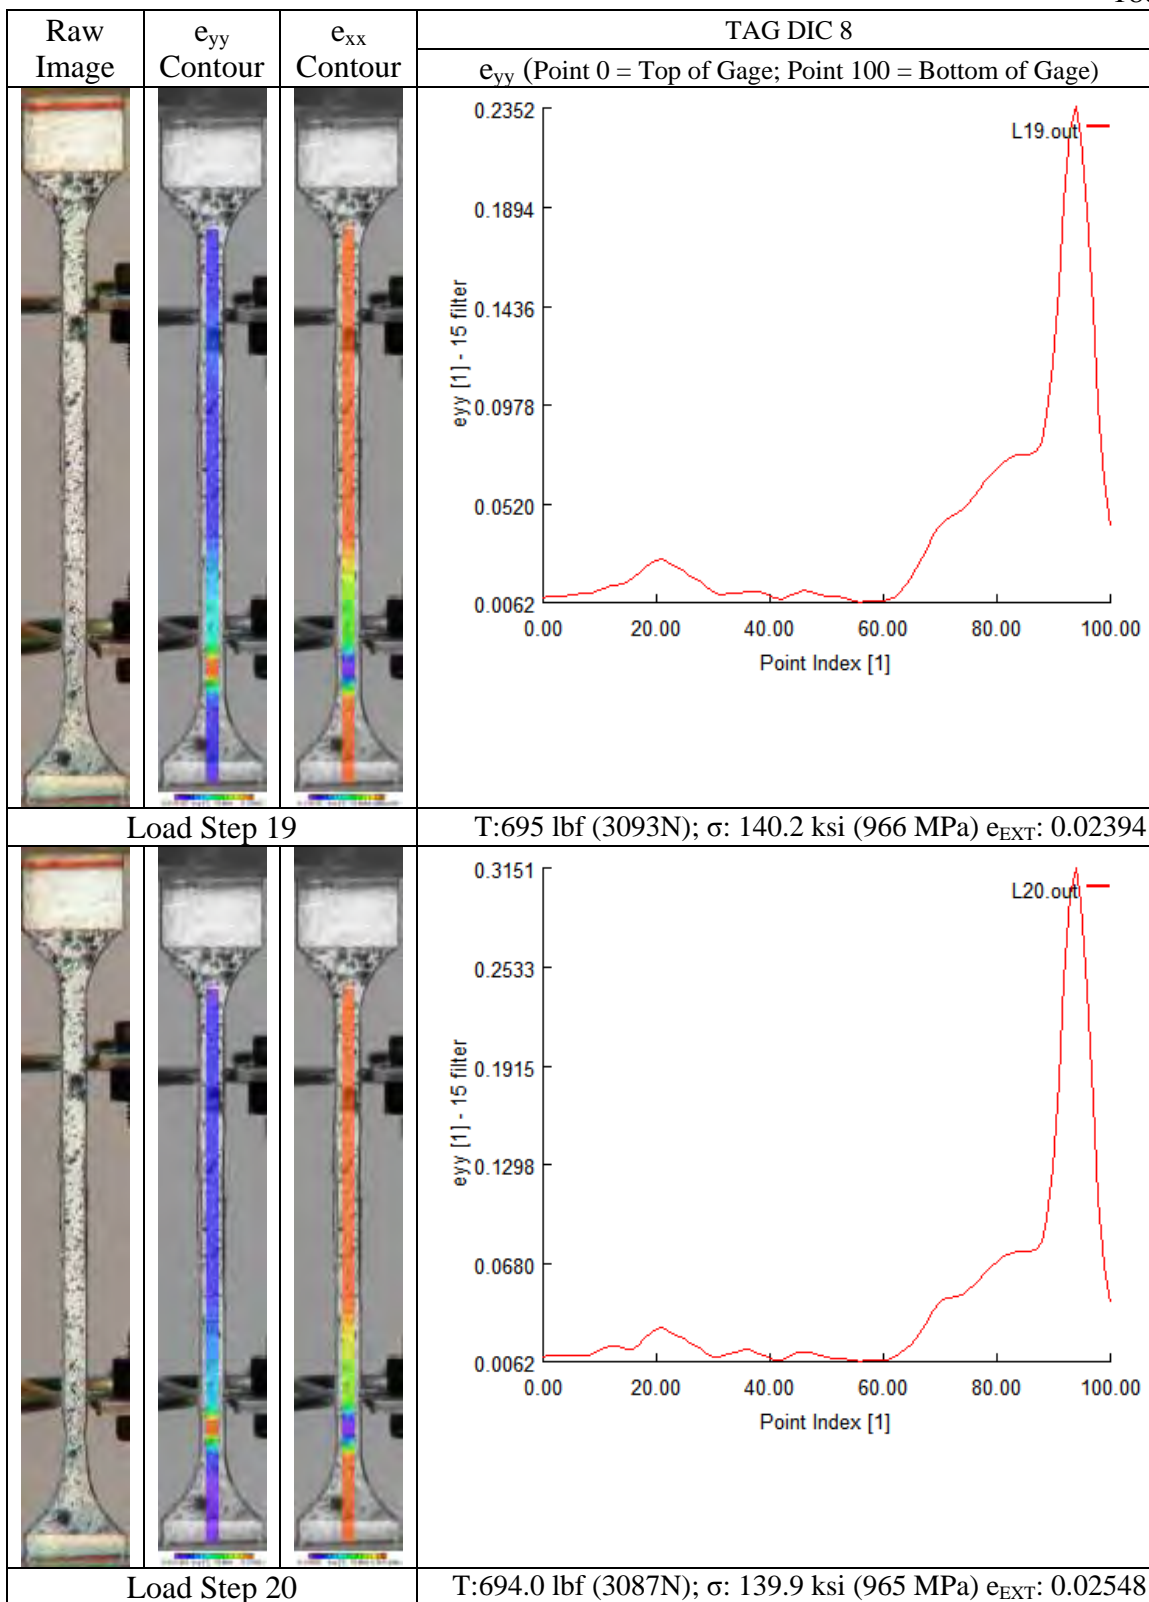 Raw Image
e_yy Contour
e_xx Contour
TAG DIC 8
e_yy (Point 0 = Top of Gage; Point 100 = Bottom of Gage)
0.2352
0.1894
0.1436
0.0978
0.0520
0.0062
eyy [1] - 15 filter
L19.out
0.00 20.00 40.00 60.00 80.00 100.00
Point Index [1]
Load Step 19
T:695 lbf (3093N); σ: 140.2 ksi (966 MPa) e_EXT: 0.02394
0.3151
0.2533
0.1915
0.1298
0.0680
0.0062
eyy [1] - 15 filter
L20.out
0.00 20.00 40.00 60.00 80.00 100.00
Point Index [1]
Load Step 20
T:694.0 lbf (3087N); σ: 139.9 ksi (965 MPa) e_EXT: 0.02548